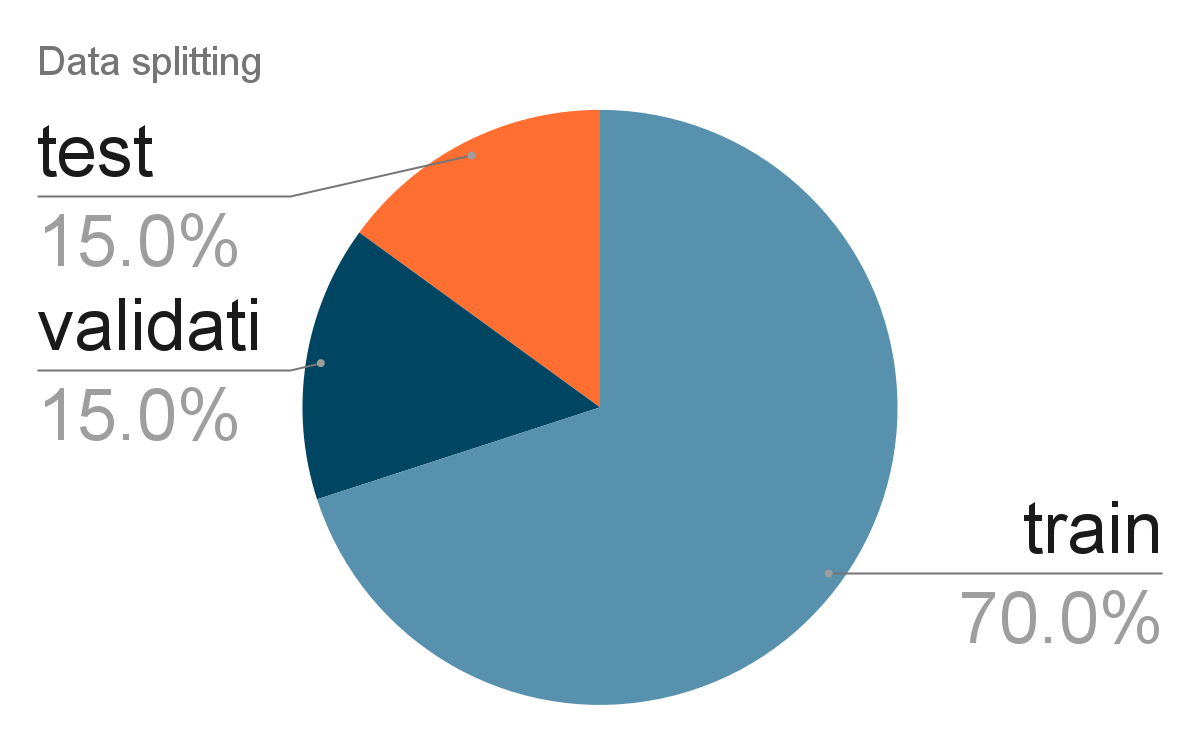 Data splitting
test
15.0%
validati
15.0%
train
70.0%